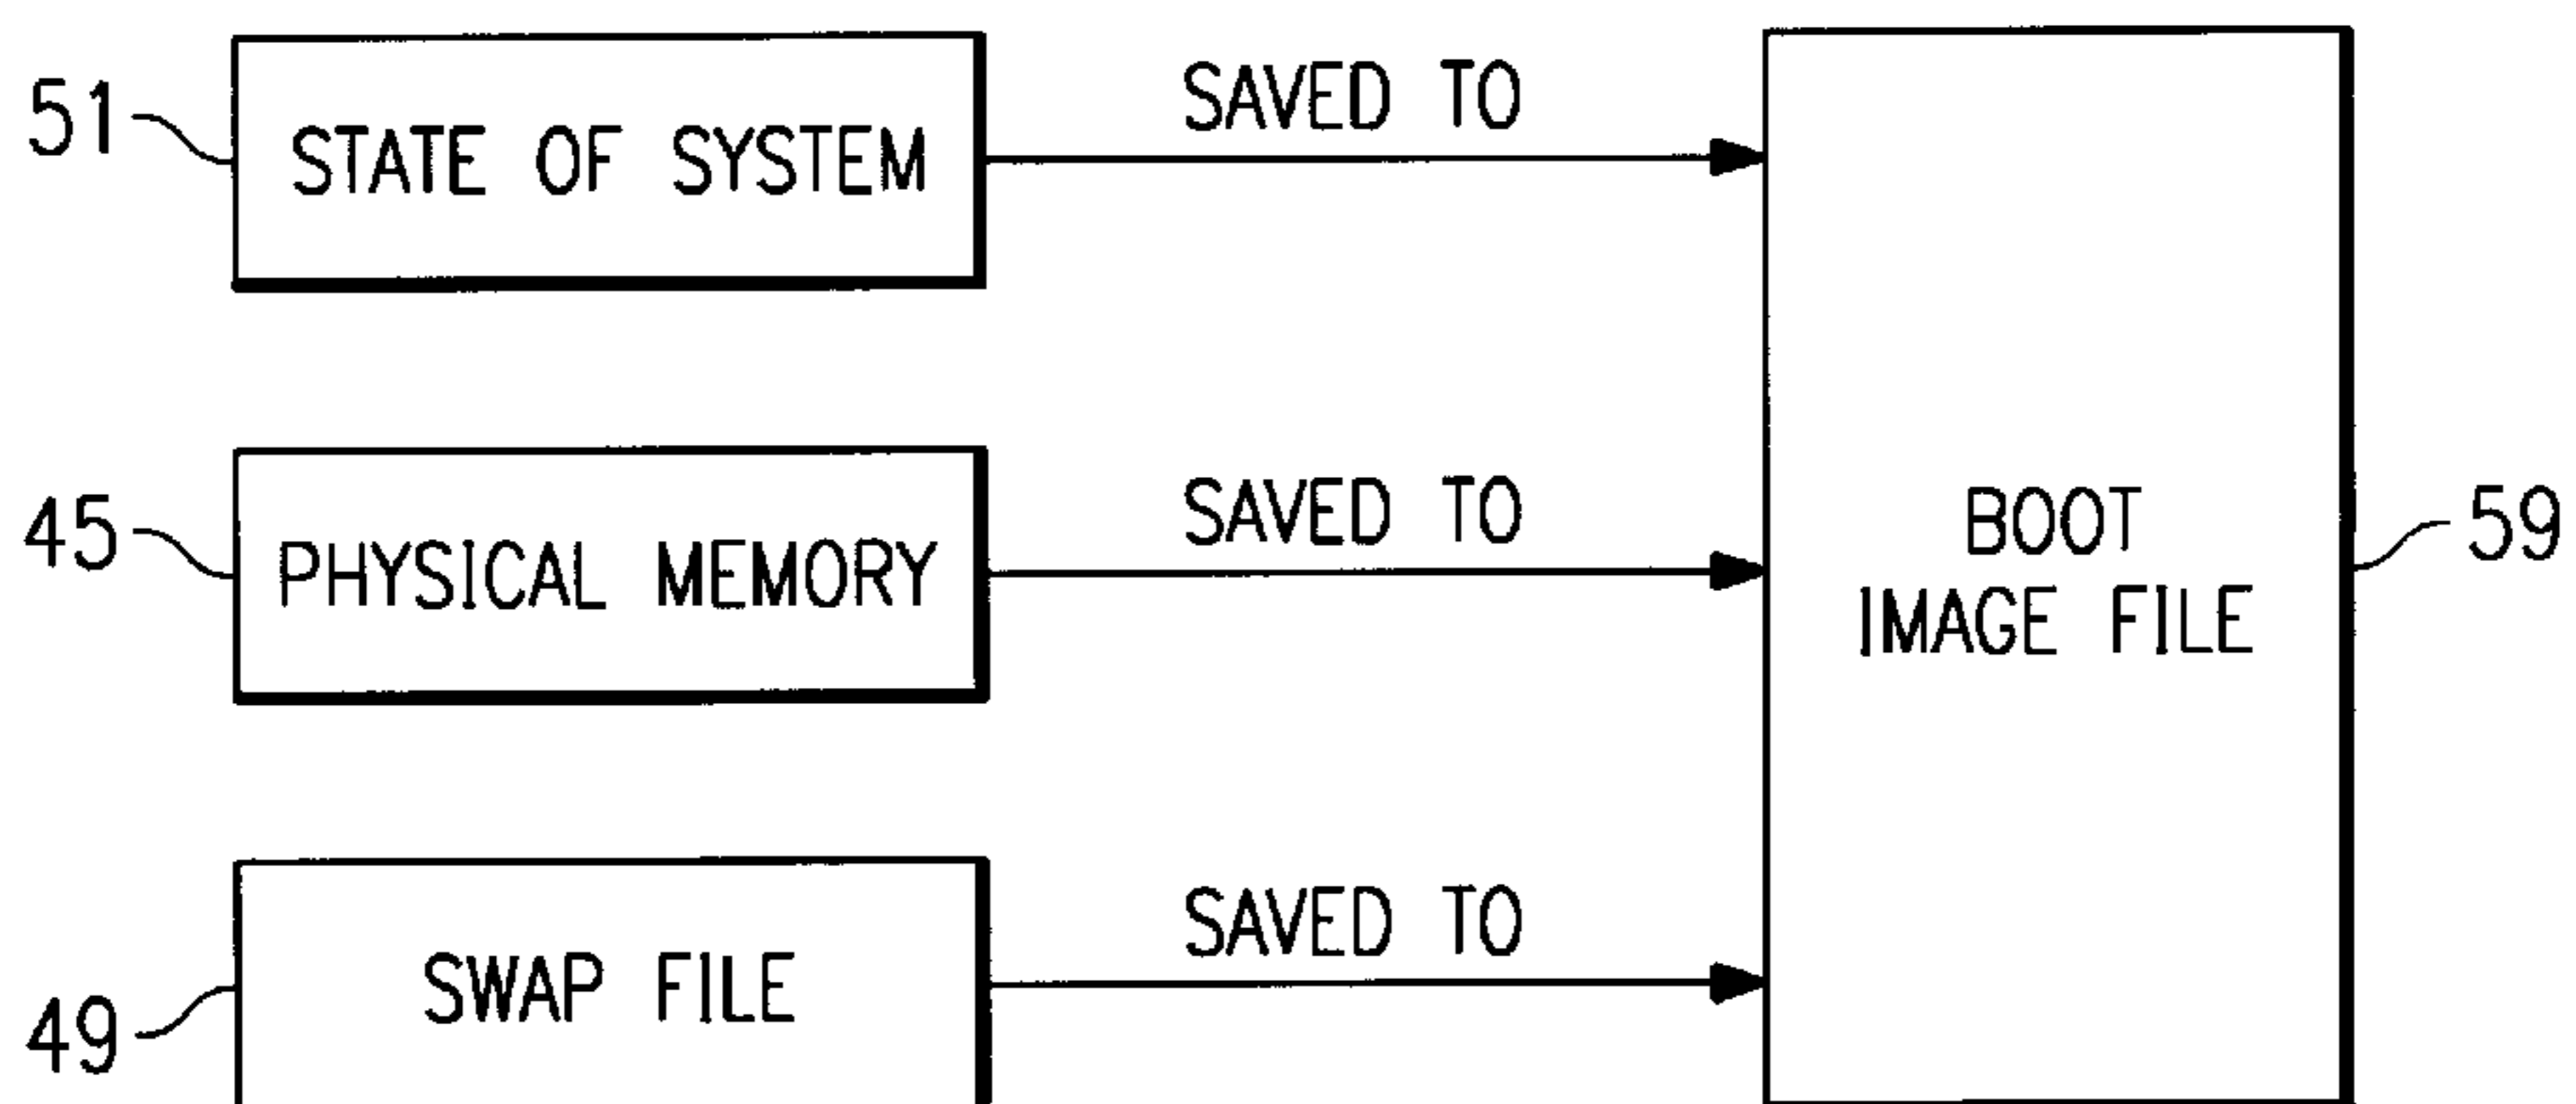 51
STATE OF SYSTEM
SAVED TO
45
PHYSICAL MEMORY
SAVED TO
49
SWAP FILE
SAVED TO
BOOT
IMAGE FILE
59